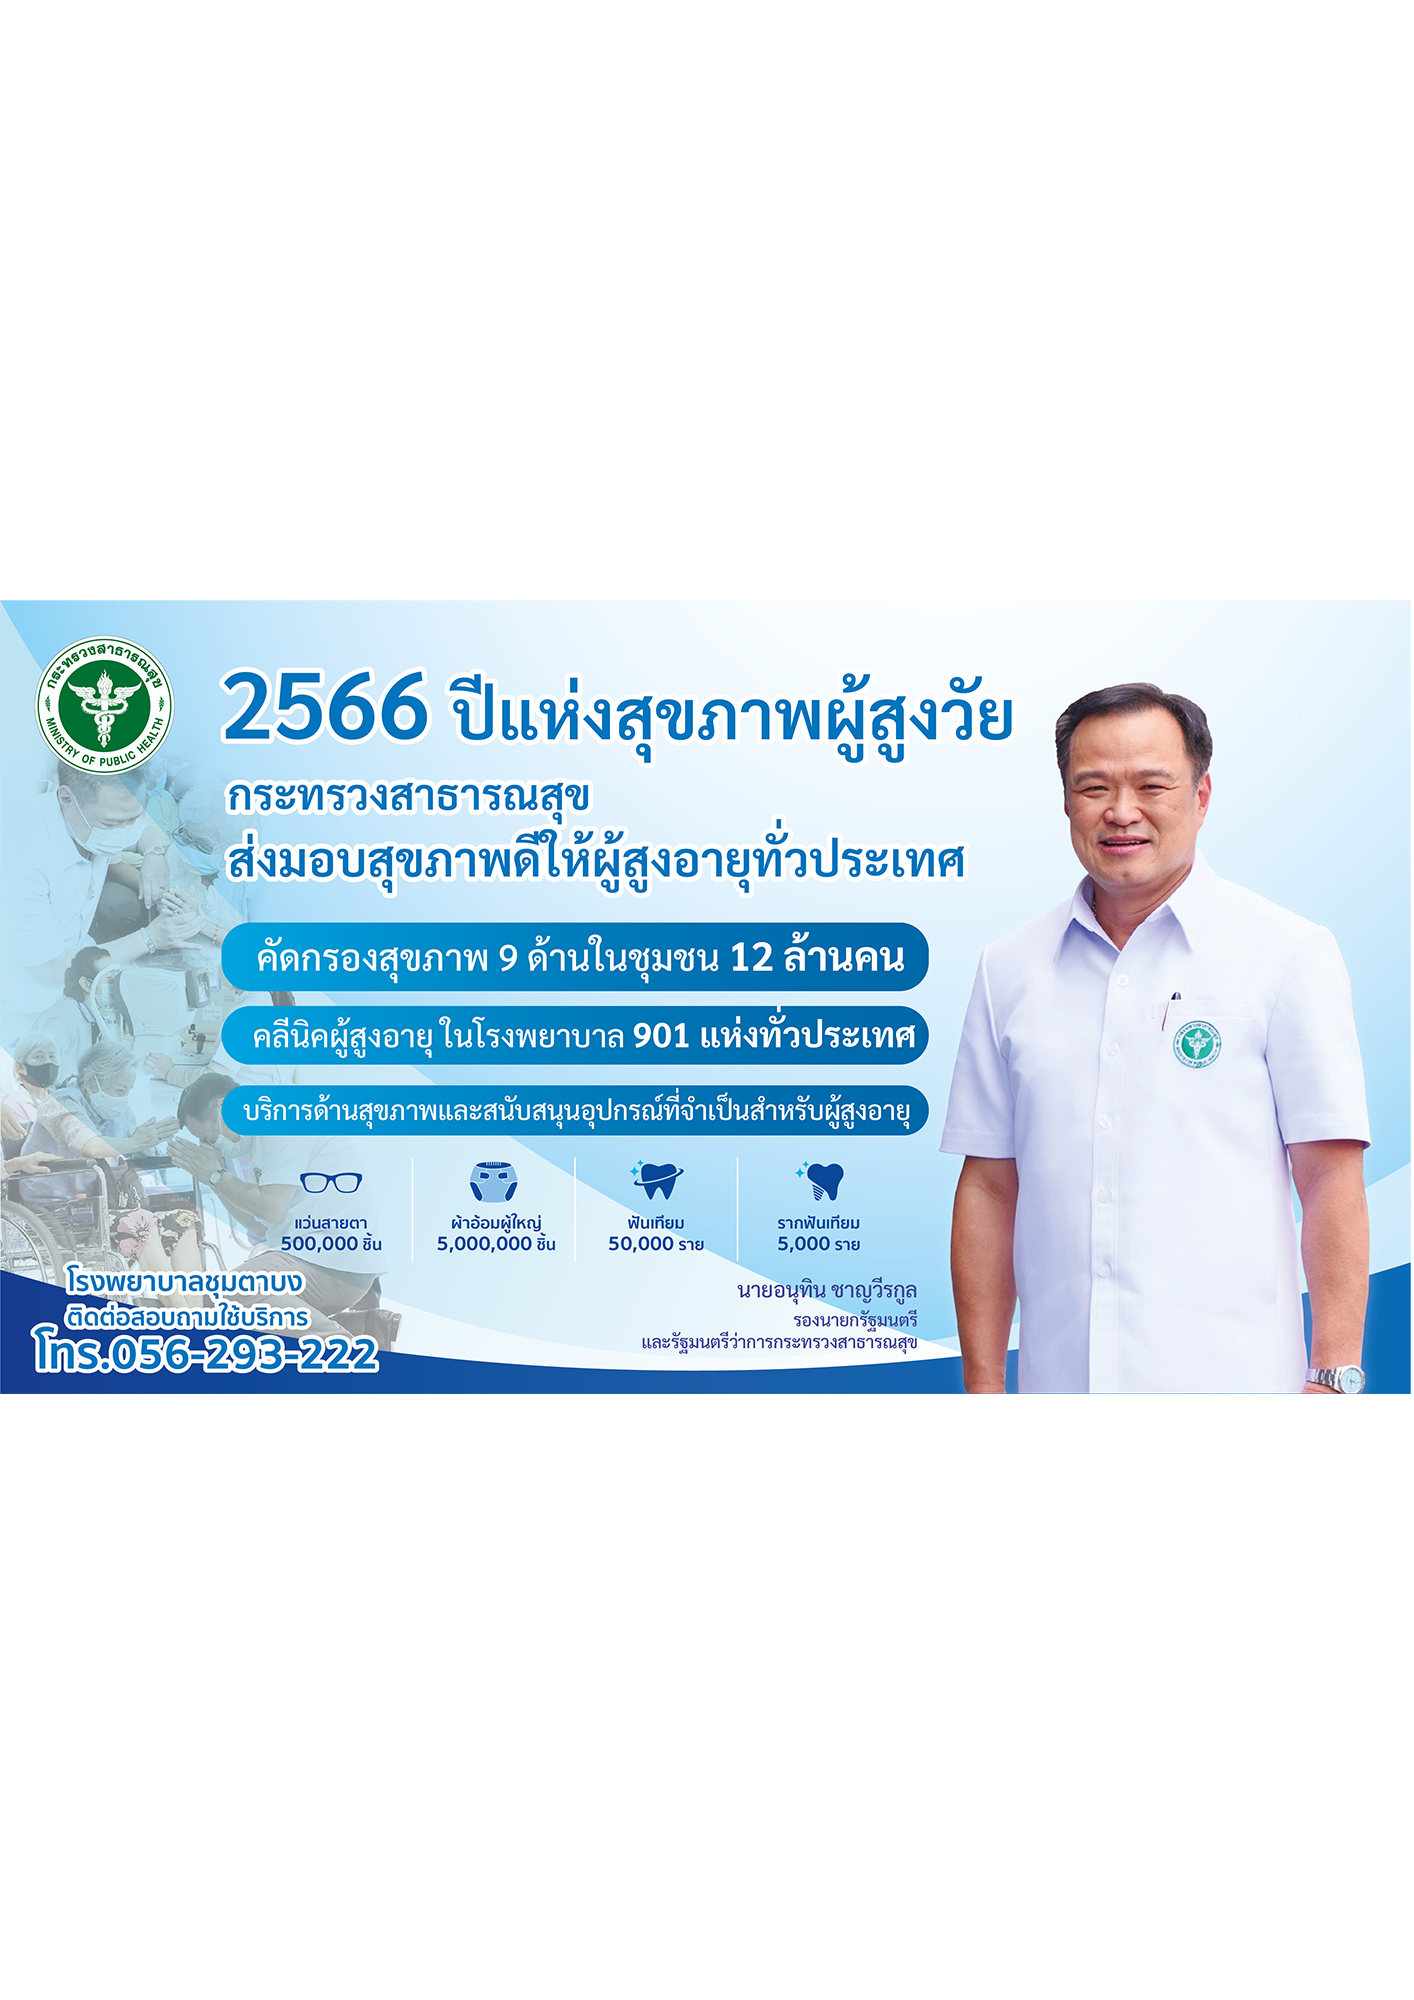 กระทรวงสาธารณสุข
MINISTRY OF PUBLIC HEALTH
2566 ปีแห่งสุขภาพผู้สูงวัย
กระทรวงสาธารณสุข
ส่งมอบสุขภาพดีให้ผู้สูงอายุทั่วประเทศ
คัดกรองสุขภาพ 9 ด้านในชุมชน 12 ล้านคน
คลีนิคผู้สูงอายุ ในโรงพยาบาล 901 แห่งทั่วประเทศ
บริการด้านสุขภาพและสนับสนุนอุปกรณ์ที่จำเป็นสำหรับผู้สูงอายุ
แว่นสายตา
500,000 ชิ้น
ผ้าอ้อมผู้ใหญ่
5,000,000 ชิ้น
ฟันเทียม
50,000 ราย
รากฟันเทียม
5,000 ราย
โรงพยาบาลชุมตาบง
ติดต่อสอบถามใช้บริการ
โทร.056-293-222
นายอนุทิน ชาญวีรกูล
รองนายกรัฐมนตรี
และรัฐมนตรีว่าการกระทรวงสาธารณสุข